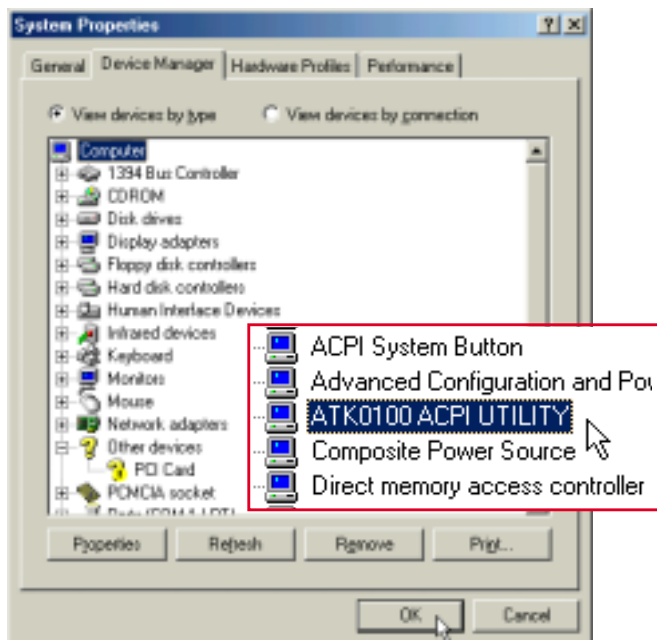 System Properties
General Device Manager Hardware Profiles Performance
View devices by type View devices by connection
Computer
1394 Bus Controller
CDROM
Disk drives
Display adapters
Floppy disk controllers
Hard disk controllers
Human Interface Devices
Infrared devices
Keyboard
Monitors
Mouse
Network adapters
Other devices
PCI Card
PCMCIA socket
ACPI System Button
Advanced Configuration and Pow
ATK0100 ACPI UTILITY
Composite Power Source
Direct memory access controller
Properties Refresh Remove Print...
OK Cancel